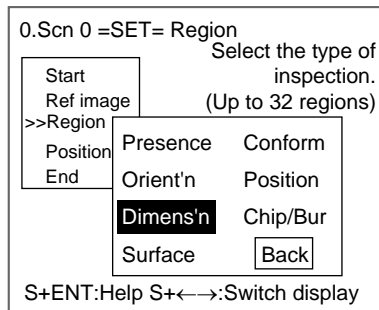 0.Scn 0 =SET= Region
Select the type of
inspection.
(Up to 32 regions)
Start
Ref image
>>Region
Position
End
Presence Conform
Orient'n Position
Dimens'n Chip/Bur
Surface Back
S+ENT:Help S+←→:Switch display